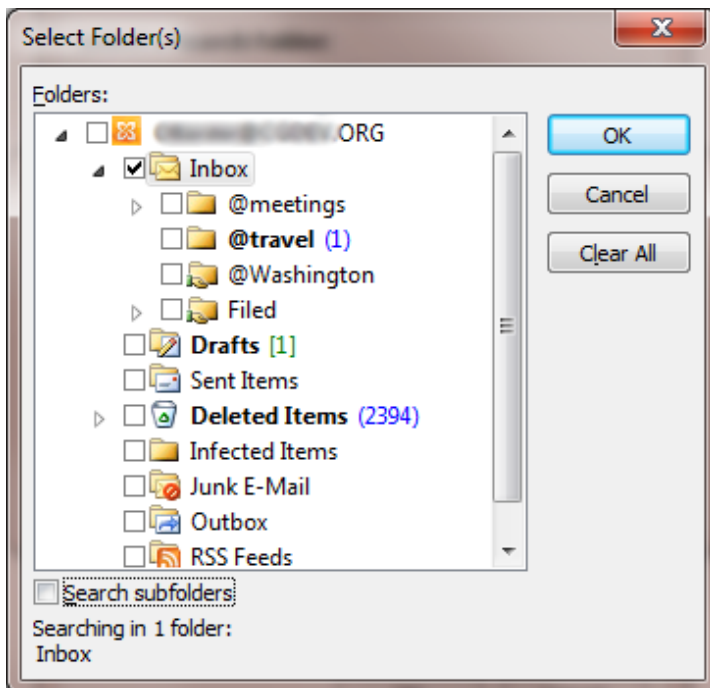 Select Folder(s)
Folders:
.ORG
Inbox
@meetings
@travel (1)
@Washington
Filed
Drafts [1]
Sent Items
Deleted Items (2394)
Infected Items
Junk E-Mail
Outbox
RSS Feeds
Search subfolders
Searching in 1 folder:
Inbox
OK
Cancel
Clear All